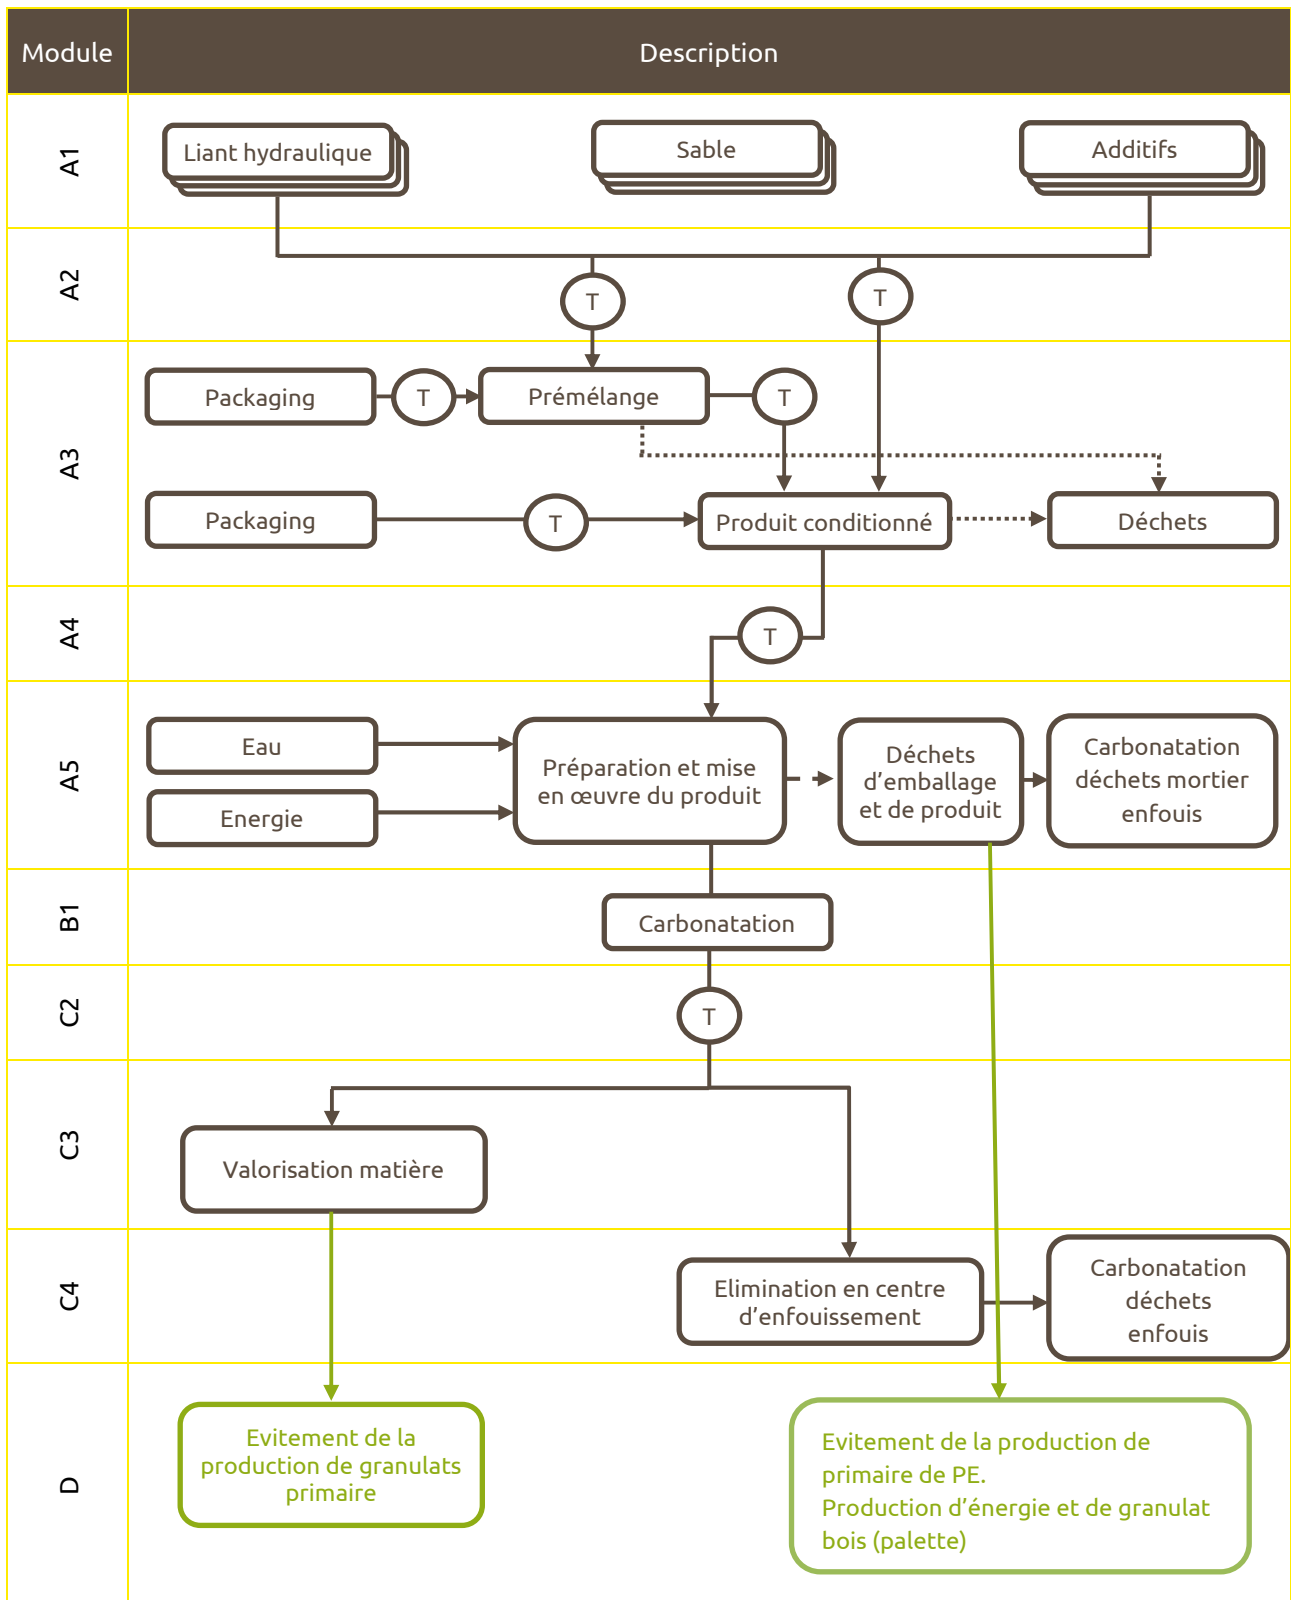 Module
Description
A1
Liant hydraulique
Sable
Additifs
A2
T
T
A3
Packaging
T
Prémélange
T
Packaging
T
Produit conditionné
Déchets
A4
T
A5
Eau
Energie
Préparation et mise
en œuvre du produit
Déchets
d’emballage
et de produit
Carbonatation
déchets mortier
enfouis
B1
Carbonatation
C2
T
C3
Valorisation matière
C4
Elimination en centre
d’enfouissement
Carbonatation
déchets
enfouis
D
Evitement de la
production de granulats
primaire
Evitement de la production de
primaire de PE.
Production d’énergie et de granulat
bois (palette)